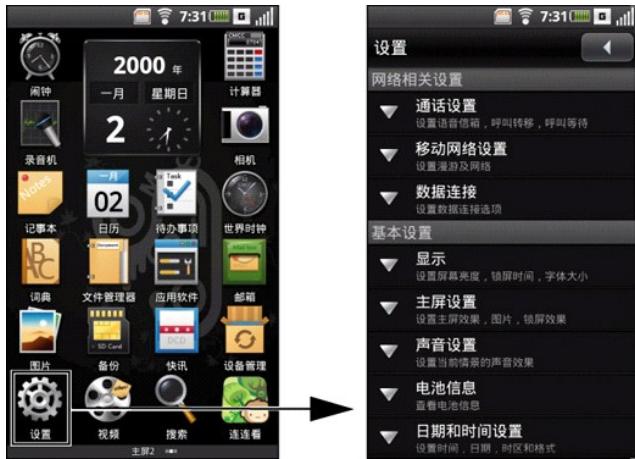 7:31
G
2000 年
一月
星期日
2
CMCC
闹钟
计算器
录音机
相机
Notes
一月
02
Task
记事本
日历
待办事项
世界时钟
ABC
Document
词典
文件管理器
应用软件
邮箱
SD Card
DCD
图片
备份
快讯
设备管理
设置
视频
搜索
连连看
主屏2
7:31
G
设置
网络相关设置
通话设置
设置语音信箱，呼叫转移，呼叫等待
移动网络设置
设置漫游及网络
数据连接
设置数据连接选项
基本设置
显示
设置屏幕亮度，锁屏时间，字体大小
主屏设置
设置主屏效果，图片，锁屏效果
声音设置
设置当前情景的声音效果
电池信息
查看电池信息
日期和时间设置
设置时间，日期，时区和格式